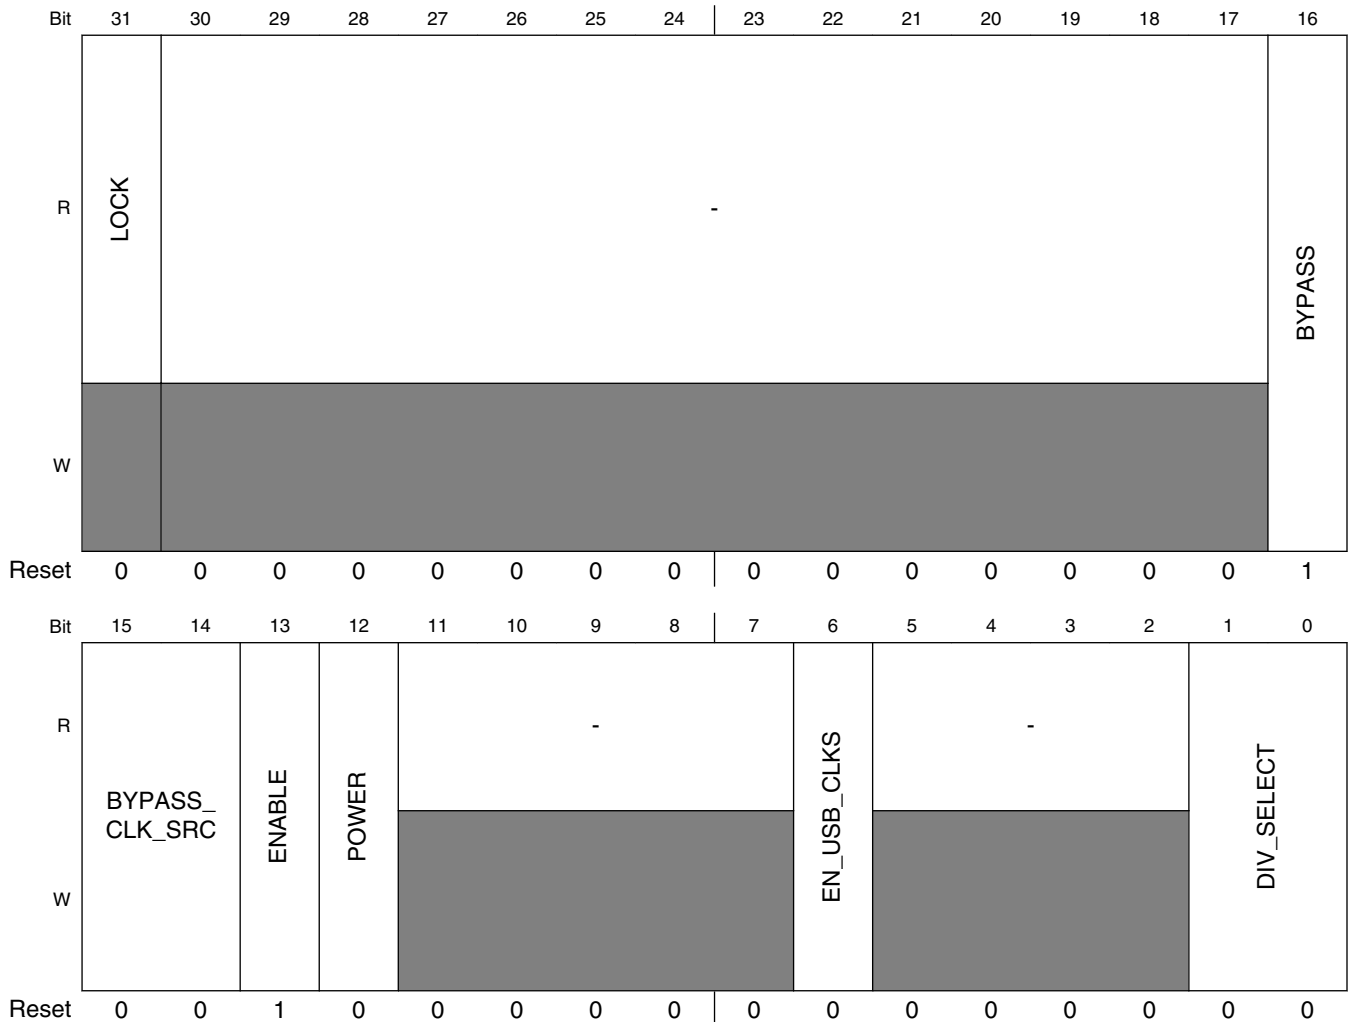 Bit 31 30 29 28 27 26 25 24 23 22 21 20 19 18 17 16
R LOCK - BYPASS
W
Reset 0 0 0 0 0 0 0 0 0 0 0 0 0 0 0 1
Bit 15 14 13 12 11 10 9 8 7 6 5 4 3 2 1 0
R - -
BYPASS_
CLK_SRC ENABLE POWER EN_USB_CLKS DIV_SELECT
W
Reset 0 0 1 0 0 0 0 0 0 0 0 0 0 0 0 0